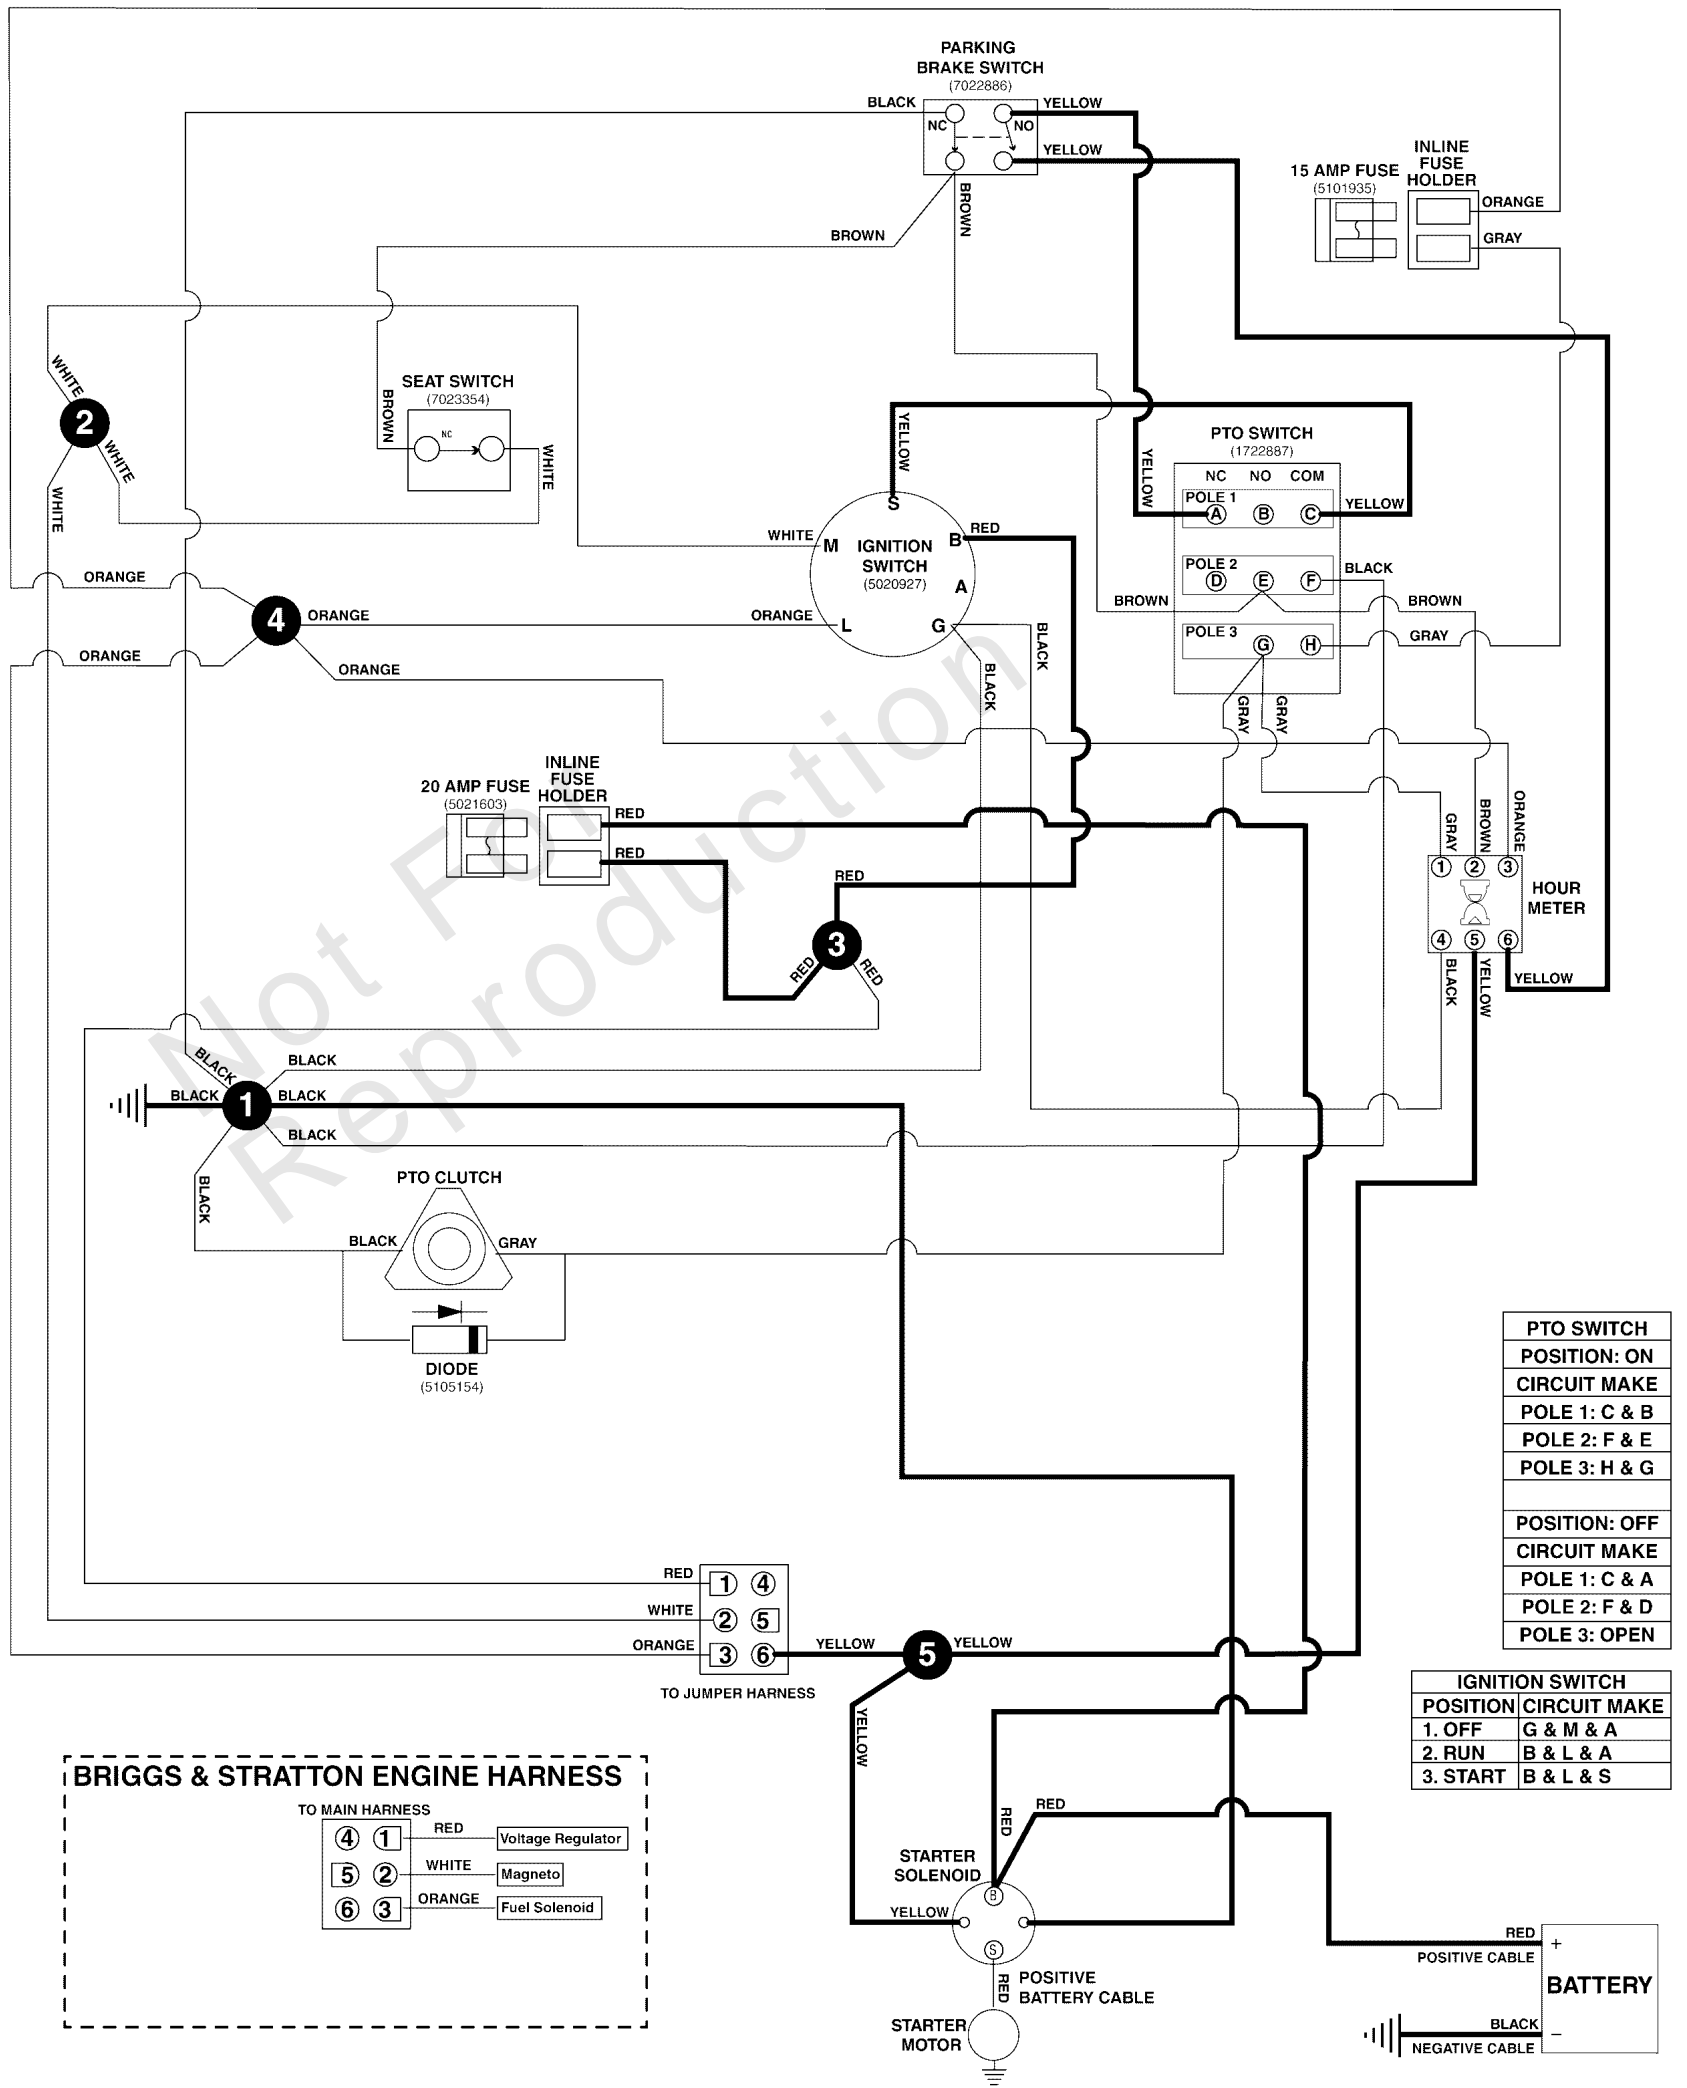 PARKING
BRAKE SWITCH
(7022886)
BLACK
YELLOW
NC
NO
YELLOW
BROWN
BROWN
15 AMP FUSE
(5101935)
INLINE
FUSE
HOLDER
ORANGE
GRAY
WHITE
2
WHITE
WHITE
SEAT SWITCH
(7023354)
BROWN
NC
WHITE
YELLOW
S
WHITE
M
IGNITION
SWITCH
(5020927)
B
RED
A
ORANGE
L
G
BLACK
BLACK
PTO SWITCH
(1722887)
NC NO COM
YELLOW
POLE 1
A B C
YELLOW
POLE 2
D E F
BLACK
BROWN
BROWN
POLE 3
G H
GRAY
GRAY
GRAY
ORANGE
4
ORANGE
ORANGE
ORANGE
20 AMP FUSE
(5021603)
INLINE
FUSE
HOLDER
RED
RED
RED
3
RED
RED
GRAY
BROWN
ORANGE
1 2 3
HOUR
METER
4 5 6
BLACK
YELLOW
YELLOW
Not For
Reproduction
BLACK
BLACK
BLACK
1
BLACK
BLACK
BLACK
PTO CLUTCH
BLACK
GRAY
DIODE
(5105154)
PTO SWITCH
POSITION: ON
CIRCUIT MAKE
POLE 1: C & B
POLE 2: F & E
POLE 3: H & G
POSITION: OFF
CIRCUIT MAKE
POLE 1: C & A
POLE 2: F & D
POLE 3: OPEN
RED
1 4
WHITE
2 5
ORANGE
3 6
YELLOW
5
YELLOW
TO JUMPER HARNESS
YELLOW
IGNITION SWITCH
POSITION CIRCUIT MAKE
1. OFF G & M & A
2. RUN B & L & A
3. START B & L & S
BRIGGS & STRATTON ENGINE HARNESS
TO MAIN HARNESS
4 1
RED
Voltage Regulator
5 2
WHITE
Magneto
6 3
ORANGE
Fuel Solenoid
RED
RED
STARTER
SOLENOID
B
YELLOW
S
RED
POSITIVE
BATTERY CABLE
STARTER
MOTOR
RED
POSITIVE CABLE
+
BATTERY
BLACK
NEGATIVE CABLE
−